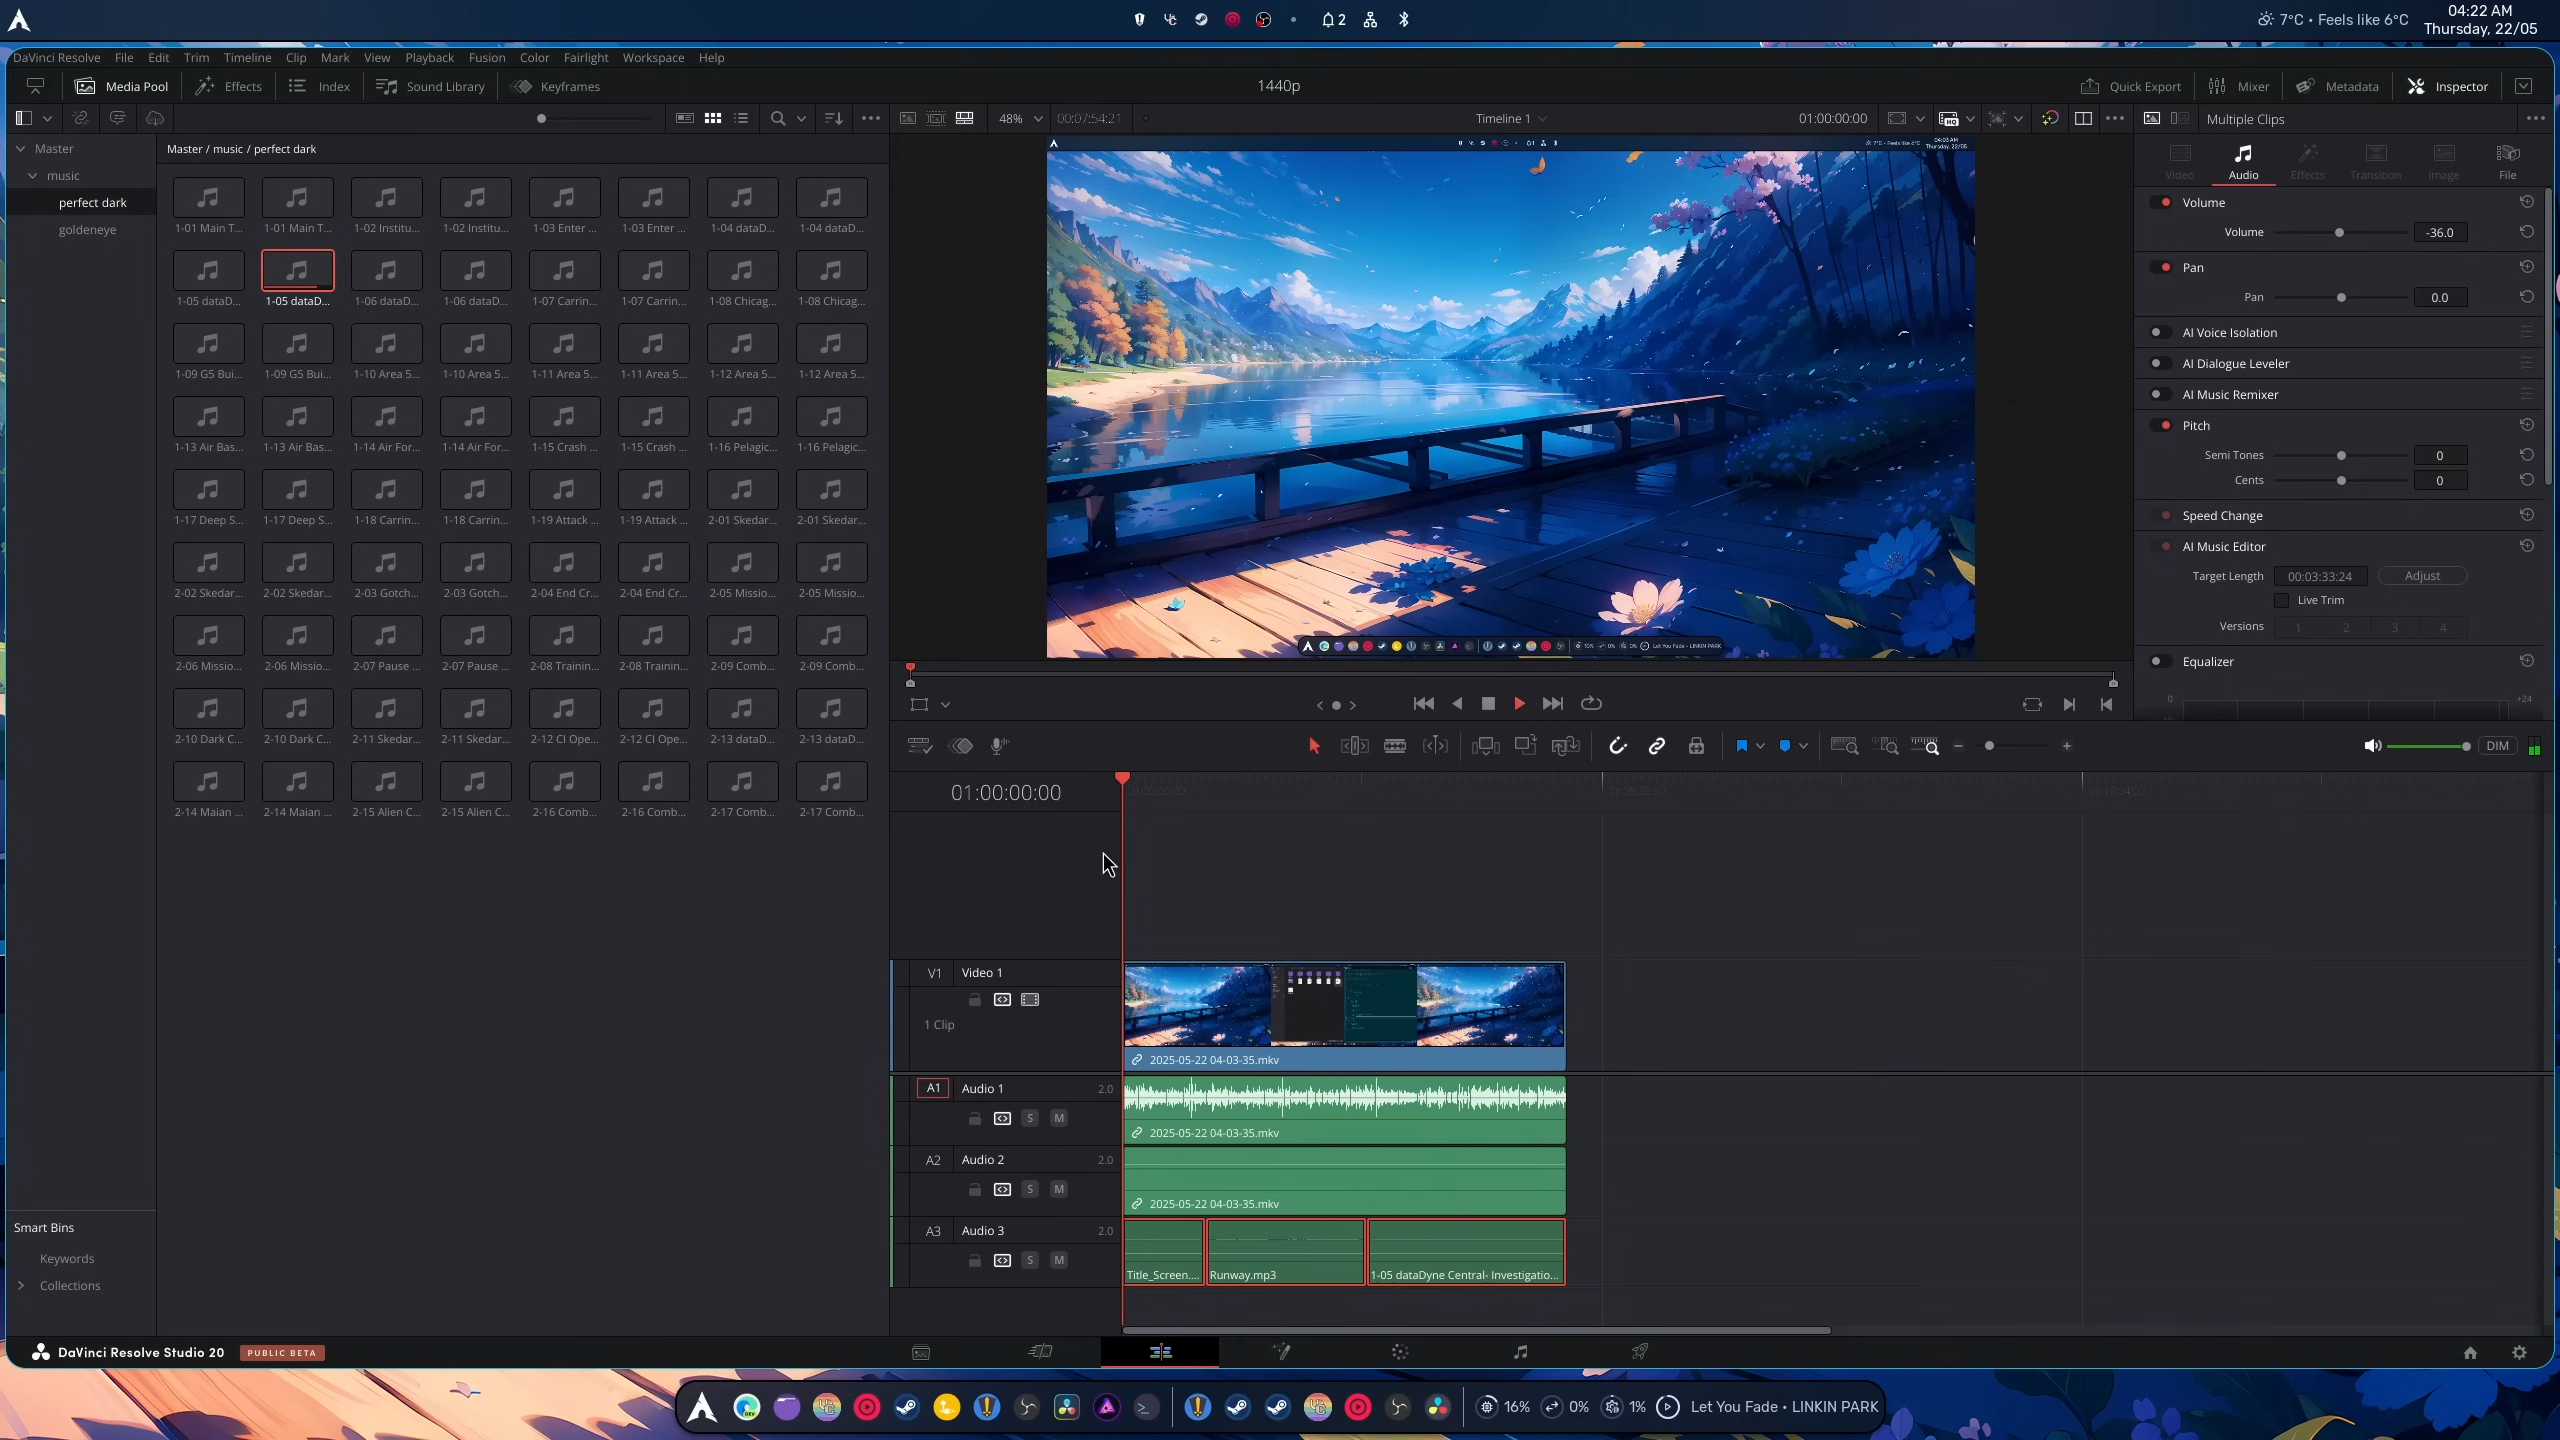 2
7°C • Feels like 6°C
04:22 AM
Thursday, 22/05
DaVinci Resolve File Edit Trim Timeline Clip Mark View Playback Fusion Color Fairlight Workspace Help
Media Pool Effects Index Sound Library Keyframes
1440p
Quick Export Mixer Metadata Inspector
48% 00:07:54:21 Timeline 1 01:00:00:00
Multiple Clips
Master
music
perfect dark
goldeneye
Master / music / perfect dark
1-01 Main T... 1-01 Main T... 1-02 Institu... 1-02 Institu... 1-03 Enter ... 1-03 Enter ... 1-04 dataD... 1-04 dataD...
1-05 dataD... 1-05 dataD... 1-06 dataD... 1-06 dataD... 1-07 Carrin... 1-07 Carrin... 1-08 Chicag... 1-08 Chicag...
1-09 G5 Bui... 1-09 G5 Bui... 1-10 Area 5... 1-10 Area 5... 1-11 Area 5... 1-11 Area 5... 1-12 Area 5... 1-12 Area 5...
1-13 Air Bas... 1-13 Air Bas... 1-14 Air For... 1-14 Air For... 1-15 Crash ... 1-15 Crash ... 1-16 Pelagic... 1-16 Pelagic...
1-17 Deep S... 1-17 Deep S... 1-18 Carrin... 1-18 Carrin... 1-19 Attack ... 1-19 Attack ... 2-01 Skedar... 2-01 Skedar...
2-02 Skedar... 2-02 Skedar... 2-03 Gotch... 2-03 Gotch... 2-04 End Cr... 2-04 End Cr... 2-05 Missio... 2-05 Missio...
2-06 Missio... 2-06 Missio... 2-07 Pause ... 2-07 Pause ... 2-08 Trainin... 2-08 Trainin... 2-09 Comb... 2-09 Comb...
2-10 Dark C... 2-10 Dark C... 2-11 Skedar... 2-11 Skedar... 2-12 CI Ope... 2-12 CI Ope... 2-13 dataD... 2-13 dataD...
2-14 Maian ... 2-14 Maian ... 2-15 Alien C... 2-15 Alien C... 2-16 Comb... 2-16 Comb... 2-17 Comb... 2-17 Comb...
Smart Bins
Keywords
Collections
04:03 AM
Thursday, 22/05
Let You Fade • LINKIN PARK
Video Audio Effects Transition Image File
Volume
Volume -36.0
Pan
Pan 0.0
AI Voice Isolation
AI Dialogue Leveler
AI Music Remixer
Pitch
Semi Tones 0
Cents 0
Speed Change
AI Music Editor
Target Length 00:03:33:24 Adjust
Live Trim
Versions 1 2 3 4
Equalizer
0 +24
DIM
01:00:00:00
V1 Video 1
1 Clip
2025-05-22 04-03-35.mkv
A1 Audio 1 2.0
S M
2025-05-22 04-03-35.mkv
A2 Audio 2 2.0
S M
2025-05-22 04-03-35.mkv
A3 Audio 3 2.0
S M
Title_Screen.... Runway.mp3 1-05 dataDyne Central- Investigatio...
DaVinci Resolve Studio 20 PUBLIC BETA
16% 0% 1% Let You Fade • LINKIN PARK